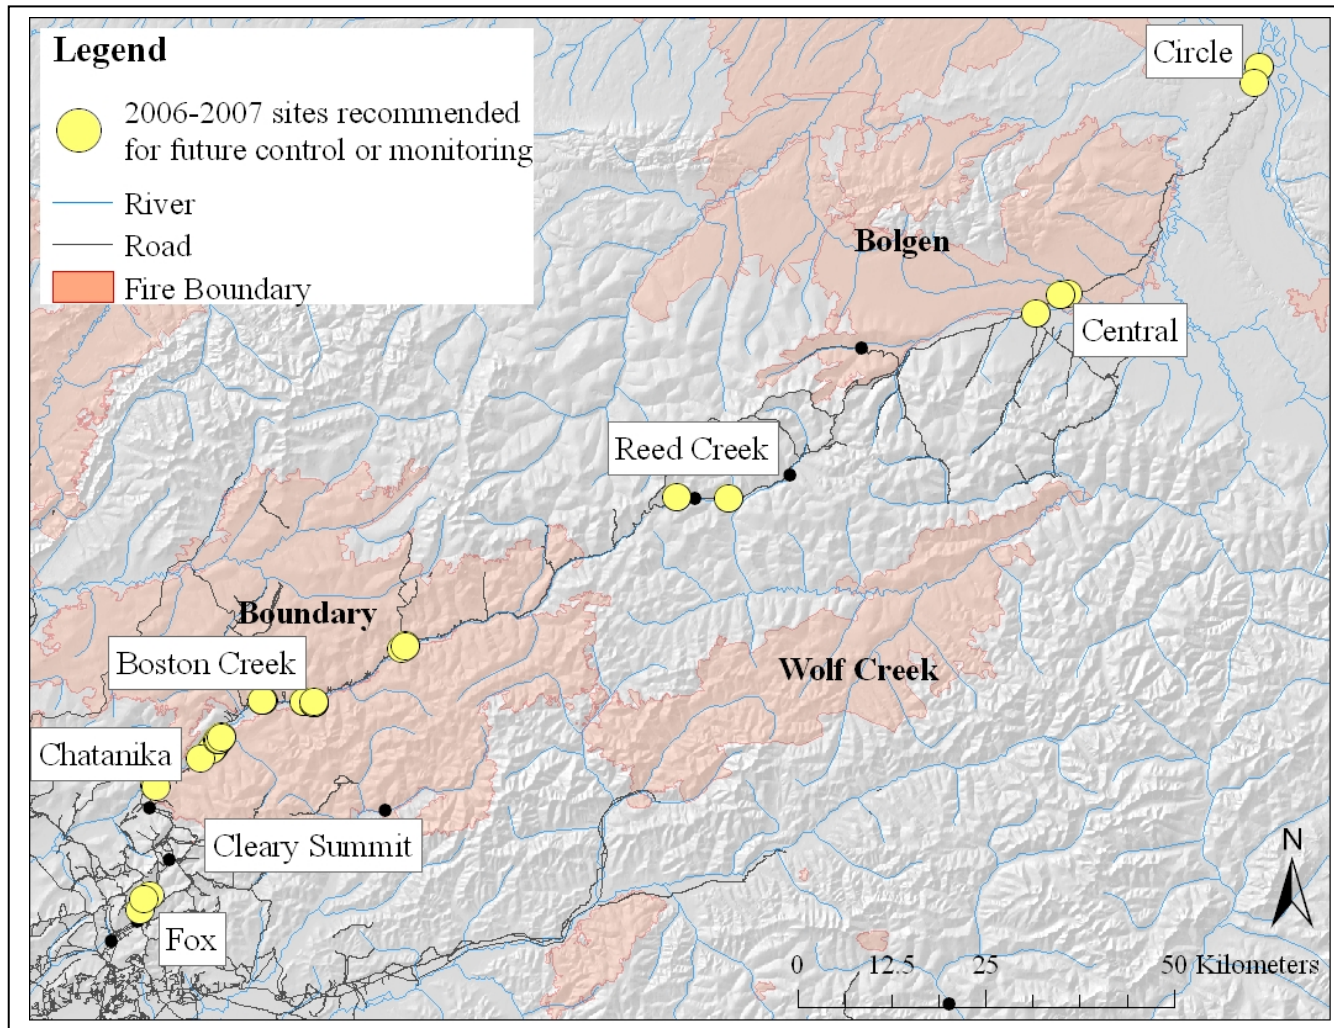 Legend
2006-2007 sites recommended
for future control or monitoring
River
Road
Fire Boundary
Circle
Bolgen
Central
Reed Creek
Boundary
Boston Creek
Wolf Creek
Chatanika
Cleary Summit
Fox
N
0 12.5 25 50 Kilometers